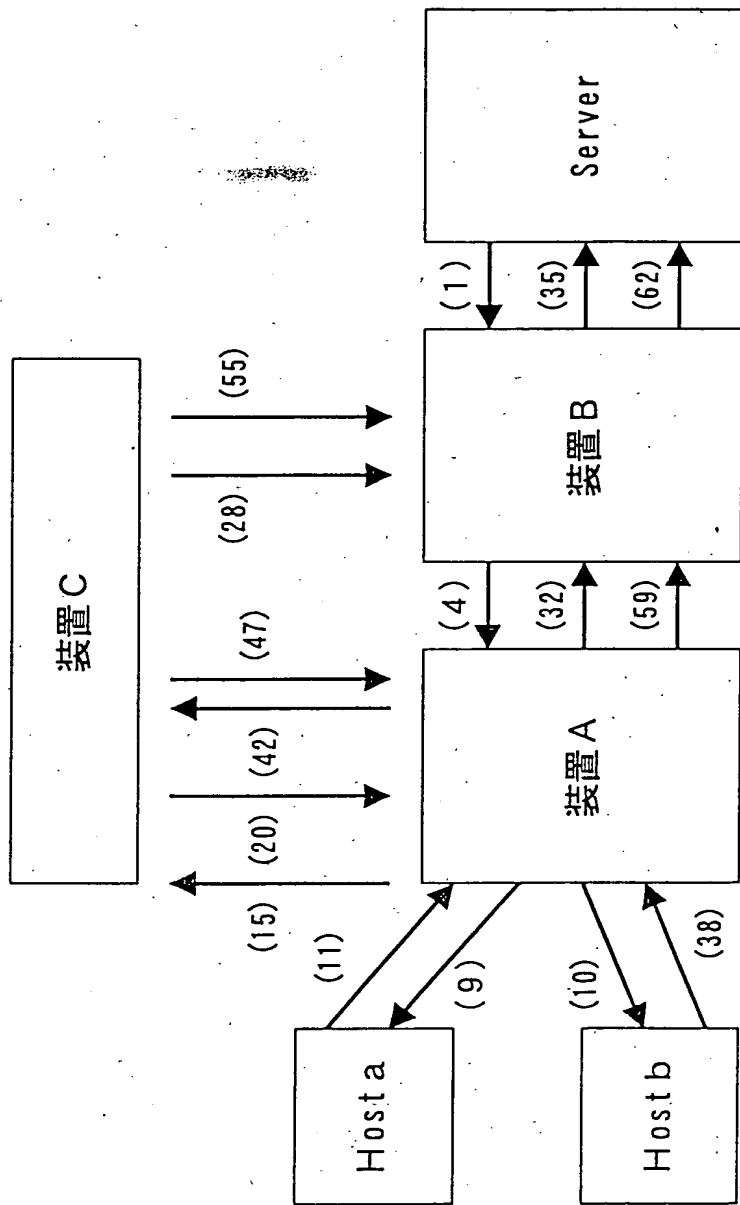 装置C
(15)
(20)
(42)
(47)
(28)
(55)
(11)
(9)
(10)
(38)
Host a
Host b
装置A
(4)
(32)
(59)
装置B
(1)
(35)
(62)
Server